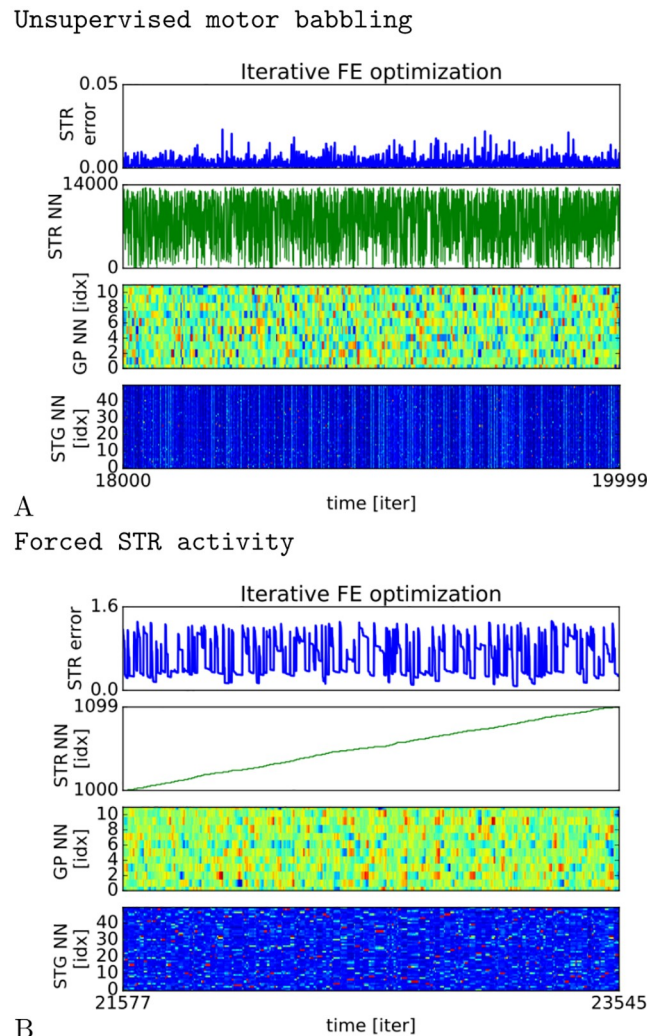 Unsupervised motor babbling
Iterative FE optimization
0.05
STR
error
0.00
14000
STR NN
0
10
8
6
4
2
0
GP NN [idx]
40
30
20
10
0
STG NN
[idx]
18000
19999
time [iter]
A
Forced STR activity
Iterative FE optimization
1.6
STR error
0.0
1099
STR NN
[idx]
1000
10
8
6
4
2
0
GP NN
[idx]
40
30
20
10
0
STG NN
[idx]
21577
23545
time [iter]
B